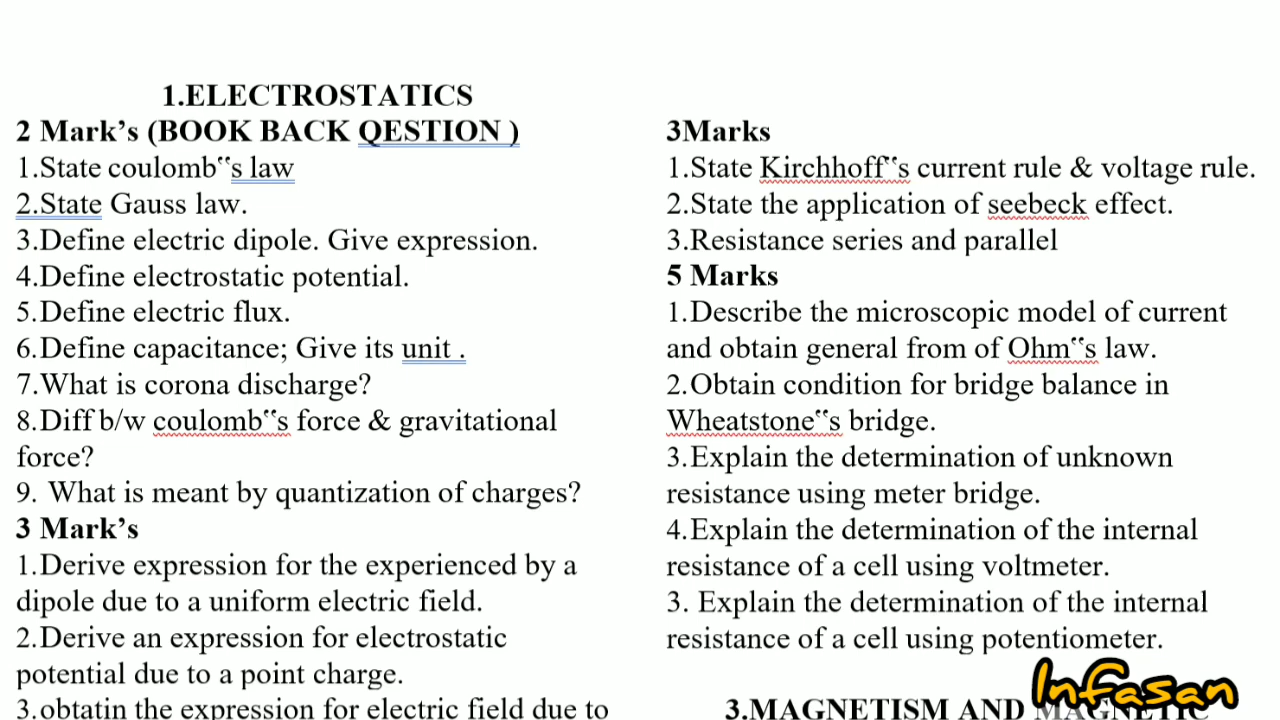 1.ELECTROSTATICS
2 Mark’s (BOOK BACK QESTION )
1.State coulomb‟s law
2.State Gauss law.
3.Define electric dipole. Give expression.
4.Define electrostatic potential.
5.Define electric flux.
6.Define capacitance; Give its unit .
7.What is corona discharge?
8.Diff b/w coulomb‟s force & gravitational
force?
9. What is meant by quantization of charges?
3 Mark’s
1.Derive expression for the experienced by a
dipole due to a uniform electric field.
2.Derive an expression for electrostatic
potential due to a point charge.
3.obtatin the expression for electric field due to
3Marks
1.State Kirchhoff‟s current rule & voltage rule.
2.State the application of seebeck effect.
3.Resistance series and parallel
5 Marks
1.Describe the microscopic model of current
and obtain general from of Ohm‟s law.
2.Obtain condition for bridge balance in
Wheatstone‟s bridge.
3.Explain the determination of unknown
resistance using meter bridge.
4.Explain the determination of the internal
resistance of a cell using voltmeter.
3. Explain the determination of the internal
resistance of a cell using potentiometer.
3.MAGNETISM AND
Infasan